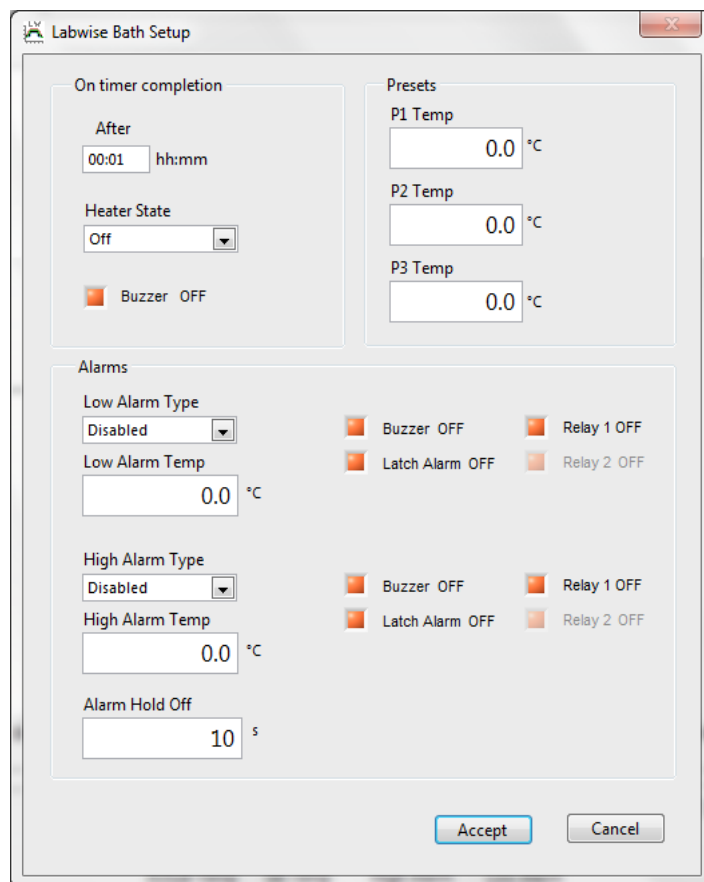 Labwise Bath Setup
On timer completion
After
00:01 hh:mm
Heater State
Off
Buzzer OFF
Presets
P1 Temp
0.0 °C
P2 Temp
0.0 °C
P3 Temp
0.0 °C
Alarms
Low Alarm Type
Disabled
Buzzer OFF Relay 1 OFF
Low Alarm Temp
Latch Alarm OFF Relay 2 OFF
0.0 °C
High Alarm Type
Disabled
Buzzer OFF Relay 1 OFF
High Alarm Temp
Latch Alarm OFF Relay 2 OFF
0.0 °C
Alarm Hold Off
10 s
Accept Cancel